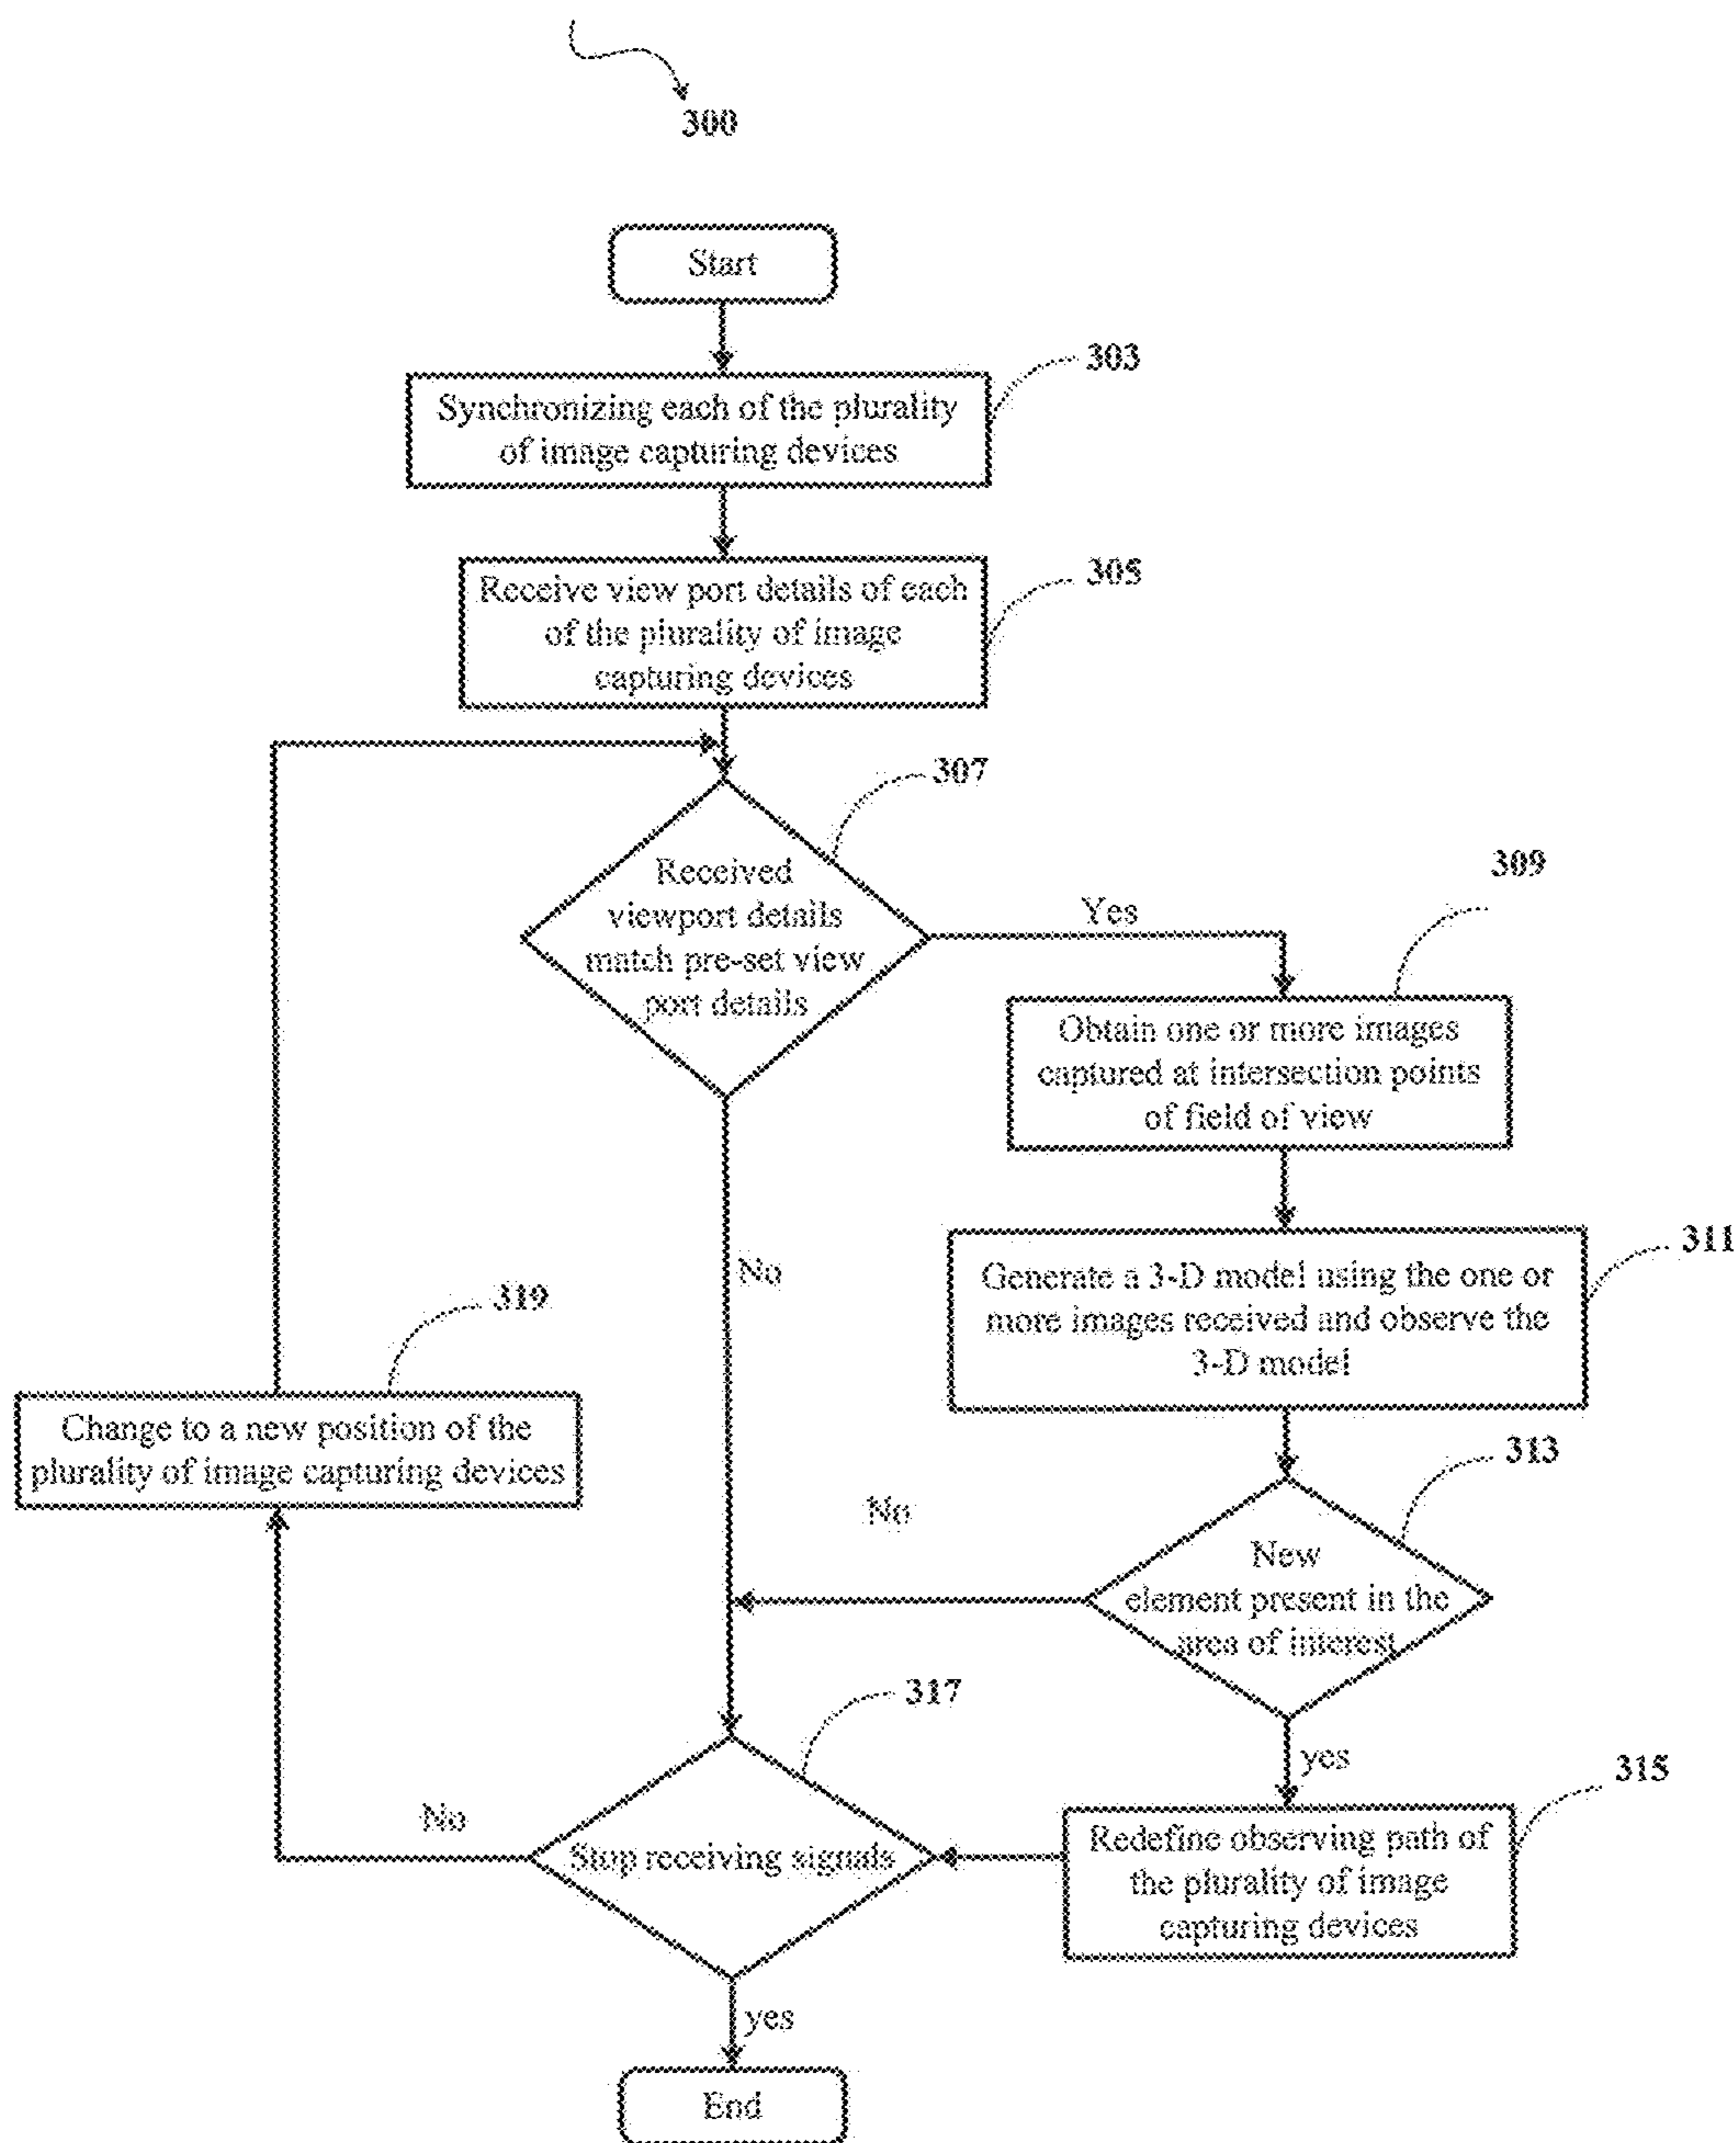 300
Start
303
Synchronizing each of the plurality
of image capturing devices
305
Receive view port details of each
of the plurality of image
capturing devices
307
Received
viewport details
match pre-set view
port details
Yes
309
Obtain one or more images
captured at intersection points
of field of view
No
311
Generate a 3-D model using the one or
more images received and observe the
3-D model
319
Change to a new position of the
plurality of image capturing devices
313
No
New
element present in the
area of interest
317
yes
315
No
Stop receiving signals
Redefine observing path of
the plurality of image
capturing devices
yes
End